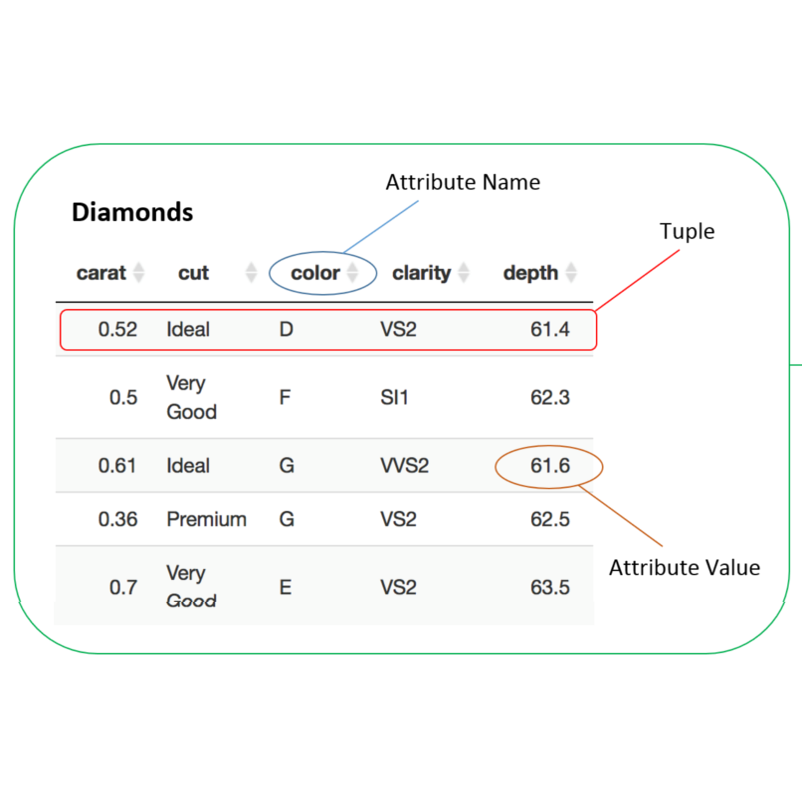 Attribute Name
Diamonds
Tuple
carat cut color clarity depth
0.52 Ideal D VS2 61.4
Very
0.5 F SI1 62.3
Good
0.61 Ideal G VVS2 61.6
0.36 Premium G VS2 62.5
Attribute Value
Very
0.7 E VS2 63.5
Good